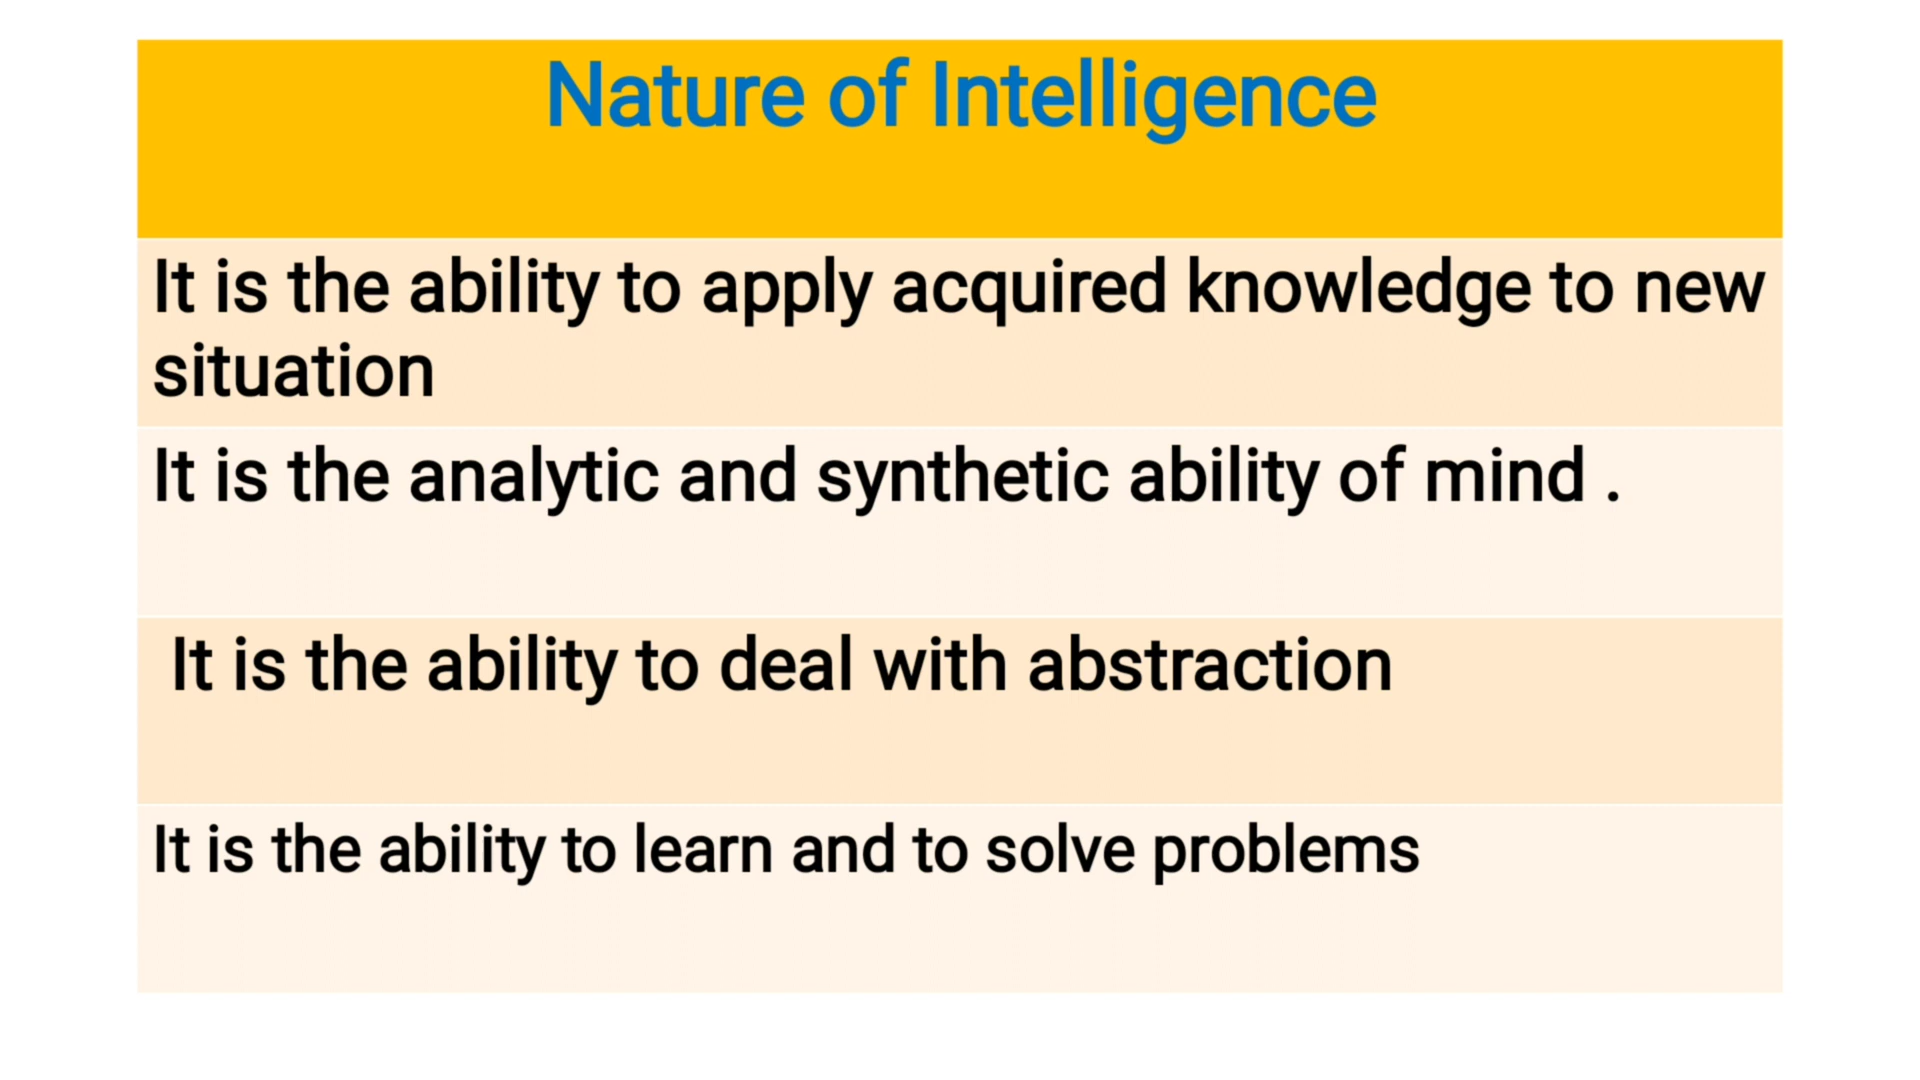 Nature of Intelligence
It is the ability to apply acquired knowledge to new
situation
It is the analytic and synthetic ability of mind .
It is the ability to deal with abstraction
It is the ability to learn and to solve problems